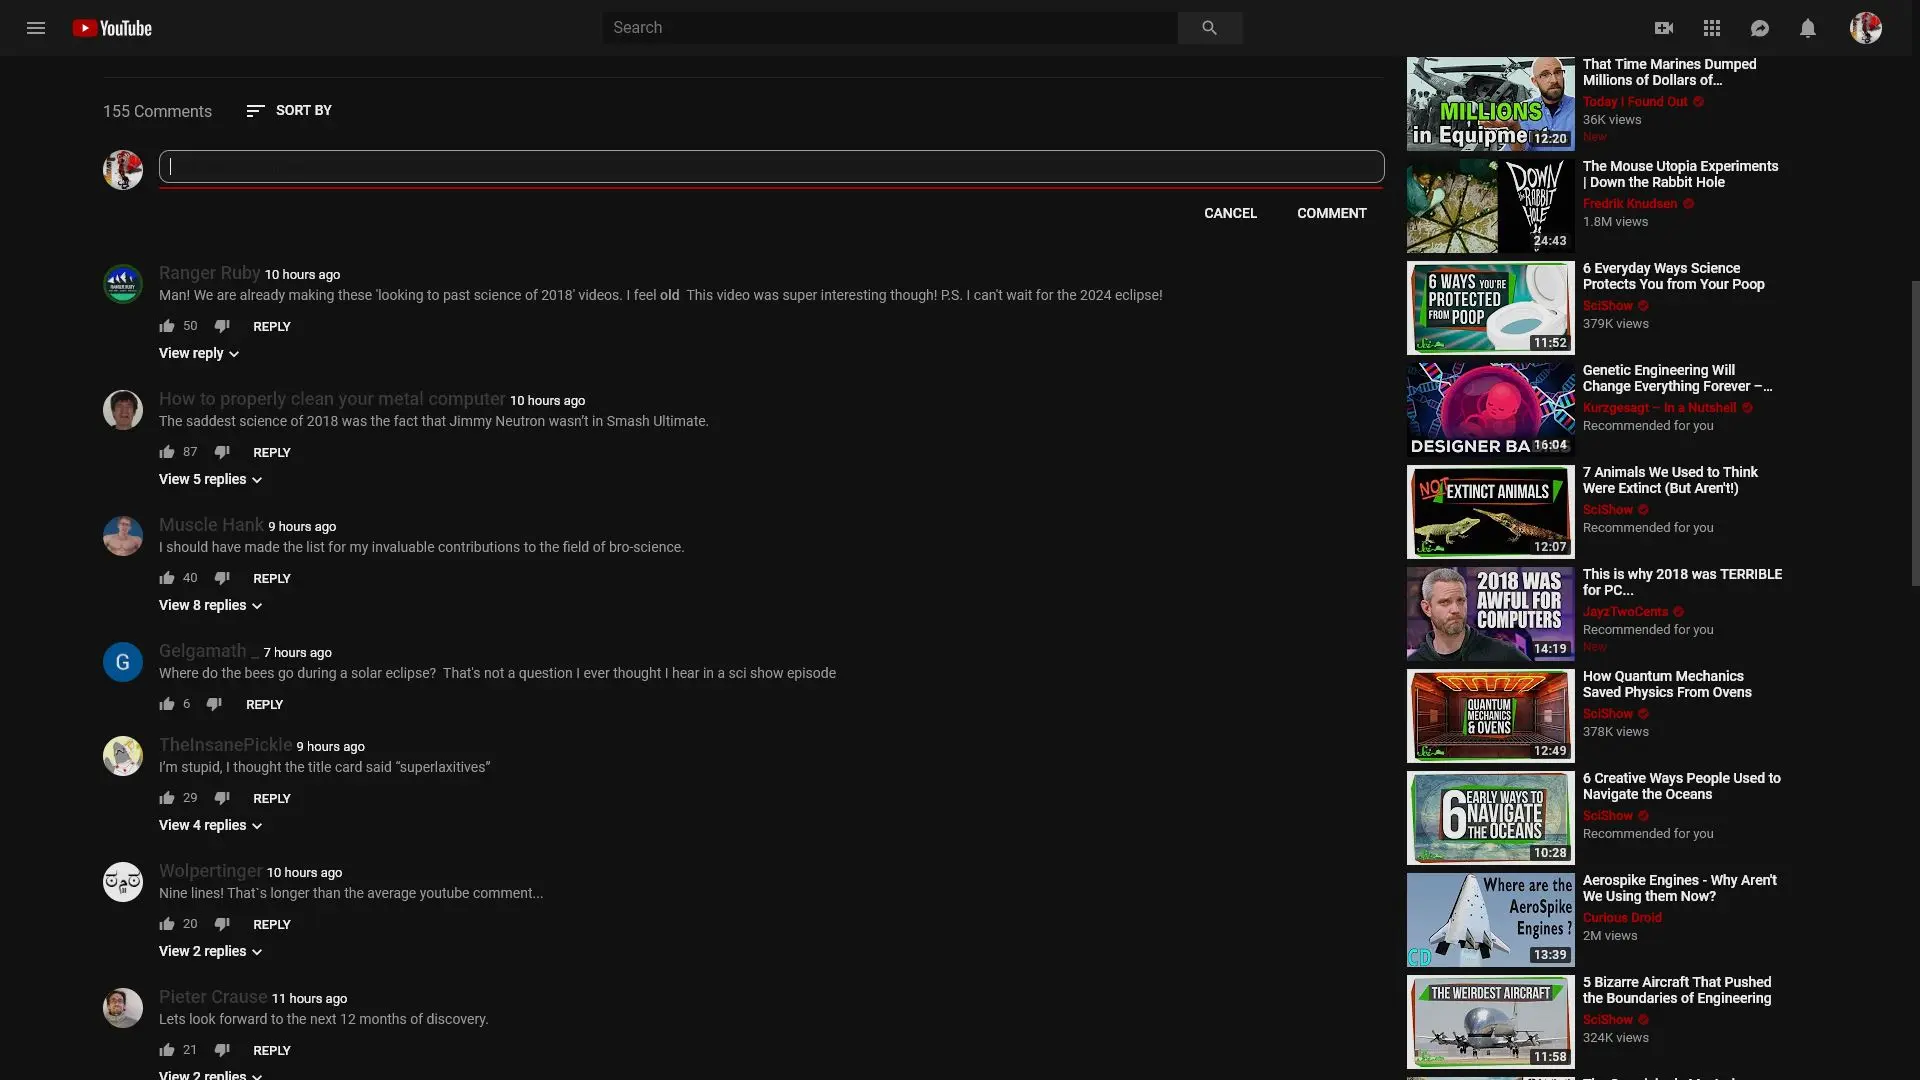 YouTube
Search
155 Comments
SORT BY
CANCEL
COMMENT
Ranger Ruby 10 hours ago
Man! We are already making these 'looking to past science of 2018' videos. I feel old  This video was super interesting though! P.S. I can't wait for the 2024 eclipse!
50
REPLY
View reply
How to properly clean your metal computer 10 hours ago
The saddest science of 2018 was the fact that Jimmy Neutron wasn't in Smash Ultimate.
87
REPLY
View 5 replies
Muscle Hank 9 hours ago
I should have made the list for my invaluable contributions to the field of bro-science.
40
REPLY
View 8 replies
G
Gelgamath _ 7 hours ago
Where do the bees go during a solar eclipse?  That's not a question I ever thought I hear in a sci show episode
6
REPLY
TheInsanePickle 9 hours ago
I’m stupid, I thought the title card said “superlaxitives”
29
REPLY
View 4 replies
Wolpertinger 10 hours ago
Nine lines! That`s longer than the average youtube comment...
20
REPLY
View 2 replies
Pieter Crause 11 hours ago
Lets look forward to the next 12 months of discovery.
21
REPLY
View 2 replies
MILLIONS
in Equipme
12:20
That Time Marines Dumped
Millions of Dollars of…
Today I Found Out
36K views
New
DOWN
THE RABBIT
HOLE
24:43
The Mouse Utopia Experiments
| Down the Rabbit Hole
Fredrik Knudsen
1.8M views
6 WAYS YOU'RE
PROTECTED
FROM POOP
11:52
6 Everyday Ways Science
Protects You from Your Poop
SciShow
379K views
DESIGNER BA
16:04
Genetic Engineering Will
Change Everything Forever –…
Kurzgesagt – In a Nutshell
Recommended for you
NOT
EXTINCT ANIMALS
12:07
7 Animals We Used to Think
Were Extinct (But Aren't!)
SciShow
Recommended for you
2018 WAS
AWFUL FOR
COMPUTERS
14:19
This is why 2018 was TERRIBLE
for PC...
JayzTwoCents
Recommended for you
New
QUANTUM
MECHANICS
& OVENS
12:49
How Quantum Mechanics
Saved Physics From Ovens
SciShow
378K views
6 EARLY WAYS TO
NAVIGATE
THE OCEANS
10:28
6 Creative Ways People Used to
Navigate the Oceans
SciShow
Recommended for you
Where are the
AeroSpike
Engines ?
CD
13:39
Aerospike Engines - Why Aren't
We Using them Now?
Curious Droid
2M views
THE WEIRDEST AIRCRAFT
11:58
5 Bizarre Aircraft That Pushed
the Boundaries of Engineering
SciShow
324K views